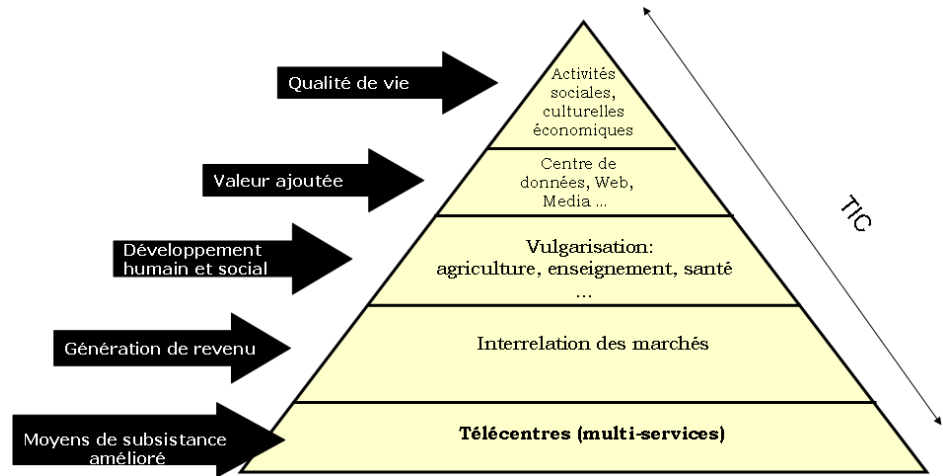 Qualité de vie
Activités
sociales,
culturelles
économiques
Valeur ajoutée
Centre de
données, Web,
Media ...
TIC
Développement
humain et social
Vulgarisation:
agriculture, enseignement, santé
...
Génération de revenu
Interrelation des marchés
Moyens de subsistance
amélioré
Télécentres (multi-services)